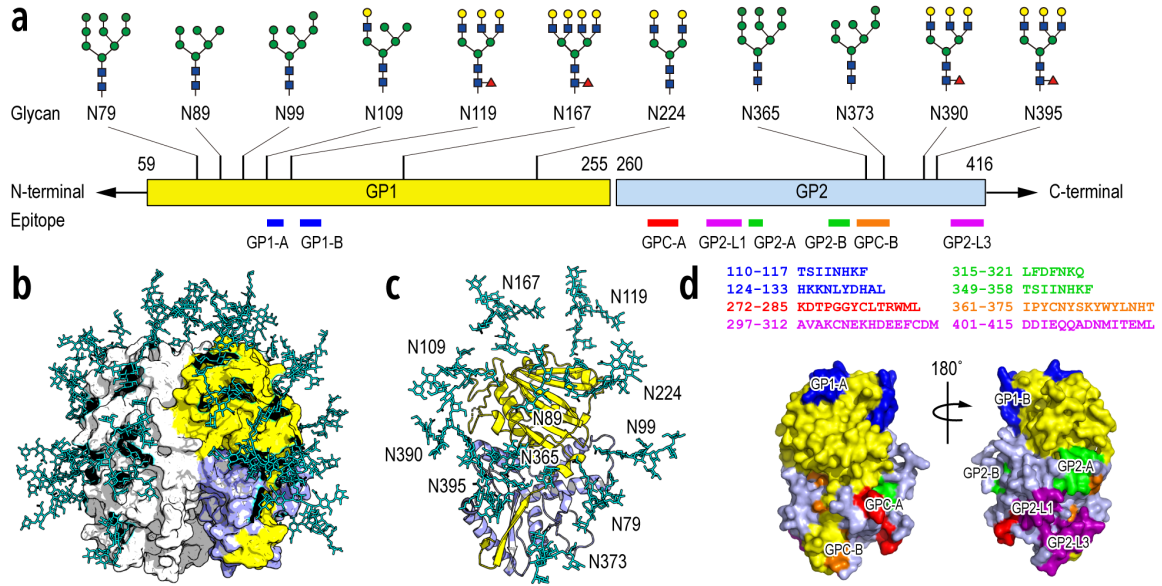 a
Glycan N79 N89 N99 N109 N119 N167 N224 N365 N373 N390 N395
59 255 260 416
N-terminal GP1 GP2 C-terminal
Epitope
GP1-A GP1-B GPC-A GP2-L1 GP2-A GP2-B GPC-B GP2-L3
b
c
N167
N119
N109
N224
N89
N99
N390
N365
N395
N79
N373
d
110-117 TSIINHKF 315-321 LFDFNKQ
124-133 HKKNLYDHAL 349-358 TSIINHKF
272-285 KDTPGGYCLTRWML 361-375 IPYCNYSKYWYLNHT
297-312 AVAKCNEKHDEEFCDM 401-415 DDIEQQADNMITEML
180°
GP1-A
GP1-B
GP2-B
GP2-A
GPC-A
GP2-L1
GPC-B
GP2-L3